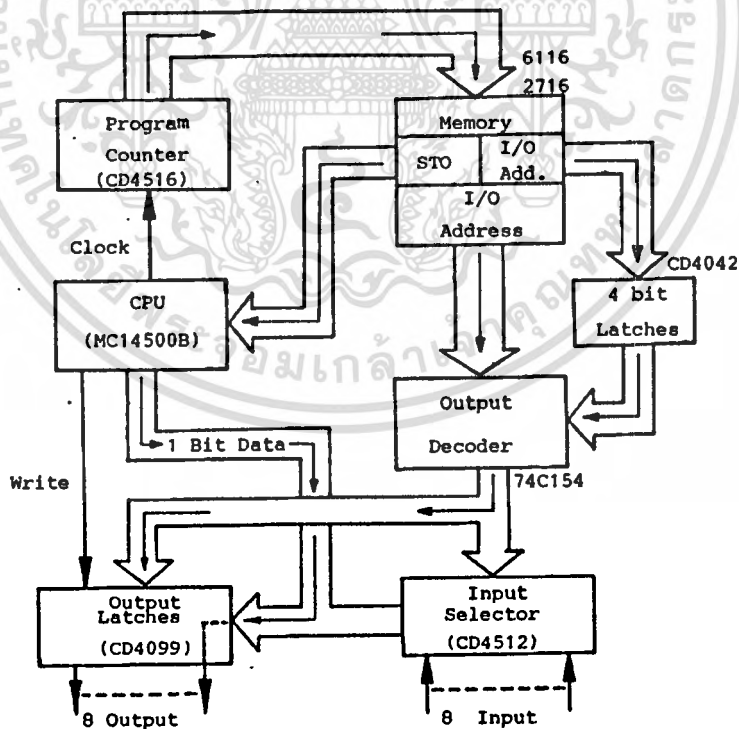 6116
2716
Program
Counter
(CD4516)
Memory
STO
I/O
Add.
I/O
Address
Clock
CD4042
4 bit
Latches
CPU
(MC14500B)
Output
Decoder
74C154
1 Bit Data
Write
Output
Latches
(CD4099)
Input
Selector
(CD4512)
8 Output
8 Input